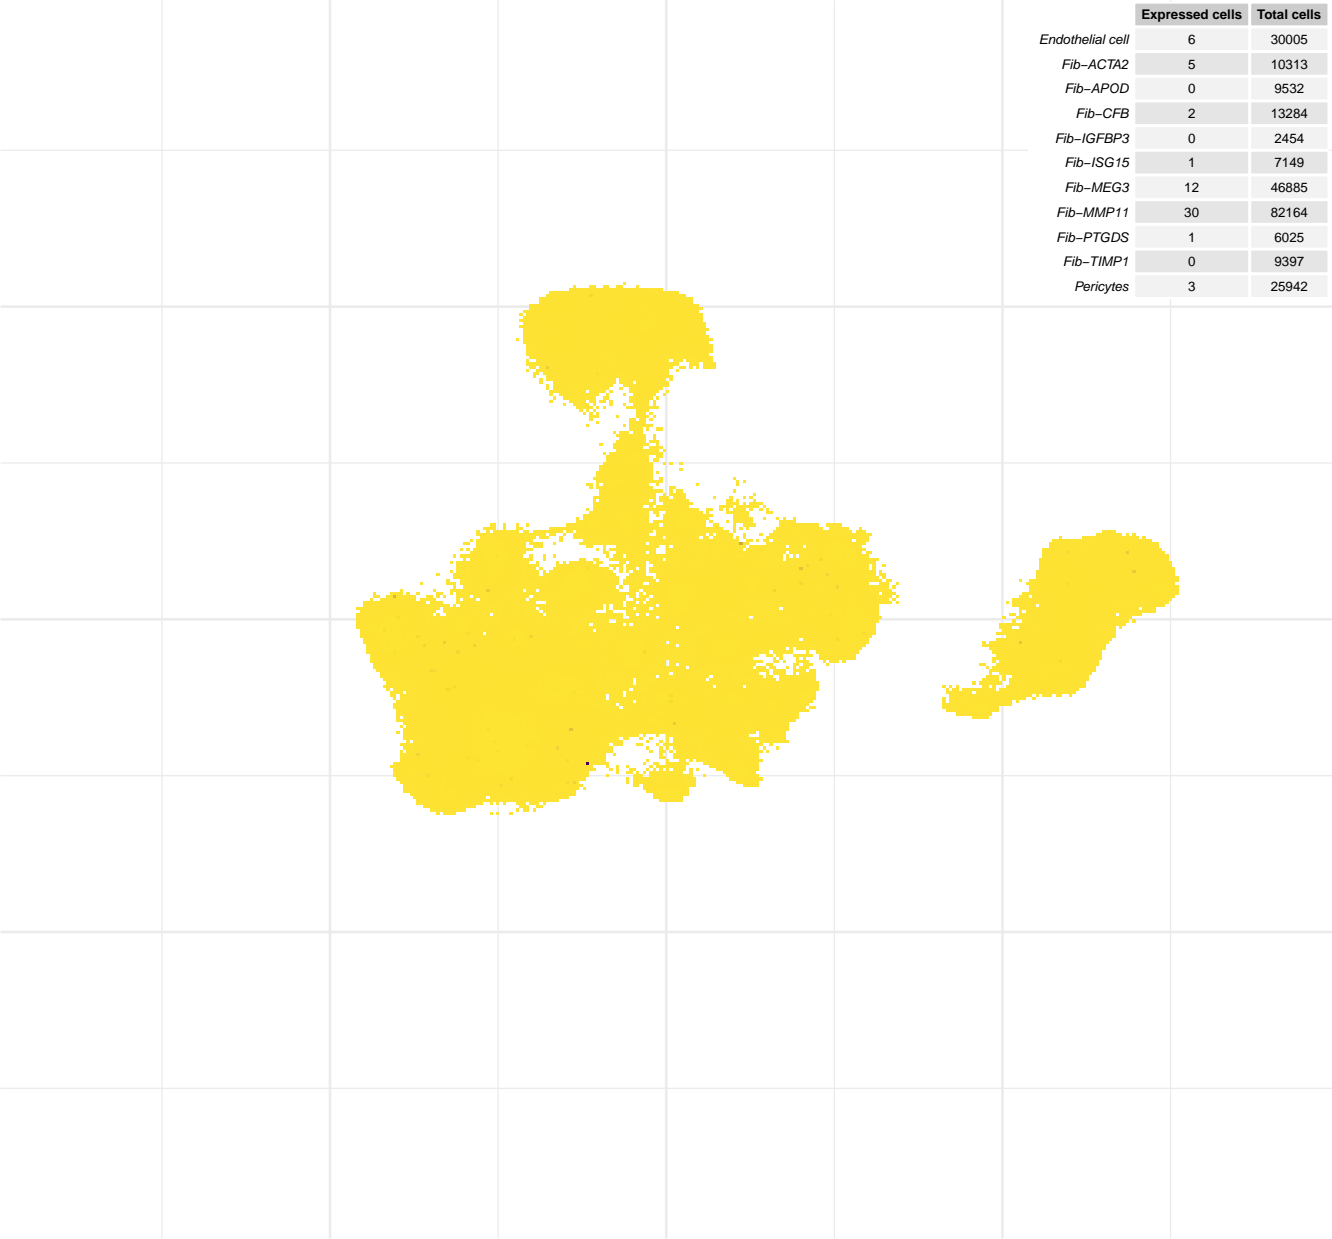 Expressed cells Total cells
Endothelial cell 6 30005
Fib−ACTA2 5 10313
Fib−APOD 0 9532
Fib−CFB 2 13284
Fib−IGFBP3 0 2454
Fib−ISG15 1 7149
Fib−MEG3 12 46885
Fib−MMP11 30 82164
Fib−PTGDS 1 6025
Fib−TIMP1 0 9397
Pericytes 3 25942